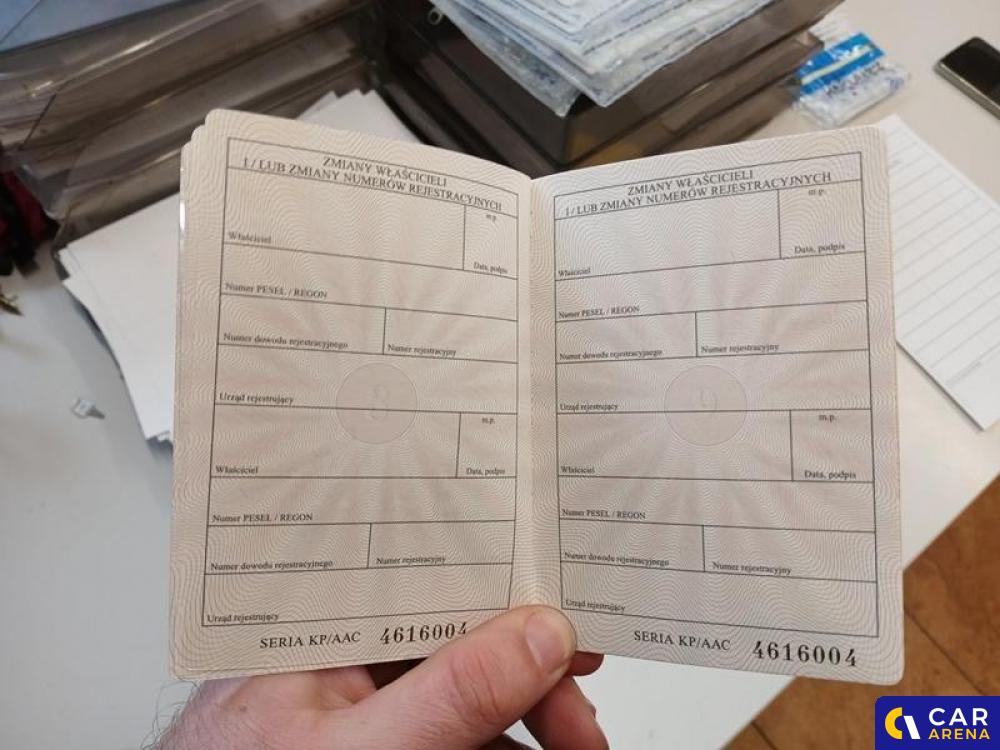 ZMIANY WŁAŚCICIELI
I / LUB ZMIANY NUMERÓW REJESTRACYJNYCH
m.p.
Właściciel
Data, podpis
Numer PESEL / REGON
Numer dowodu rejestracyjnego
Numer rejestracyjny
Urząd rejestrujący
8
m.p.
Właściciel
Data, podpis
Numer PESEL / REGON
Numer dowodu rejestracyjnego
Numer rejestracyjny
Urząd rejestrujący
SERIA KP/AAC 4616004
ZMIANY WŁAŚCICIELI
I / LUB ZMIANY NUMERÓW REJESTRACYJNYCH
m.p.
Właściciel
Data, podpis
Numer PESEL / REGON
Numer dowodu rejestracyjnego
Numer rejestracyjny
Urząd rejestrujący
9
m.p.
Właściciel
Data, podpis
Numer PESEL / REGON
Numer dowodu rejestracyjnego
Numer rejestracyjny
Urząd rejestrujący
SERIA KP/AAC 4616004
CAR
ARENA